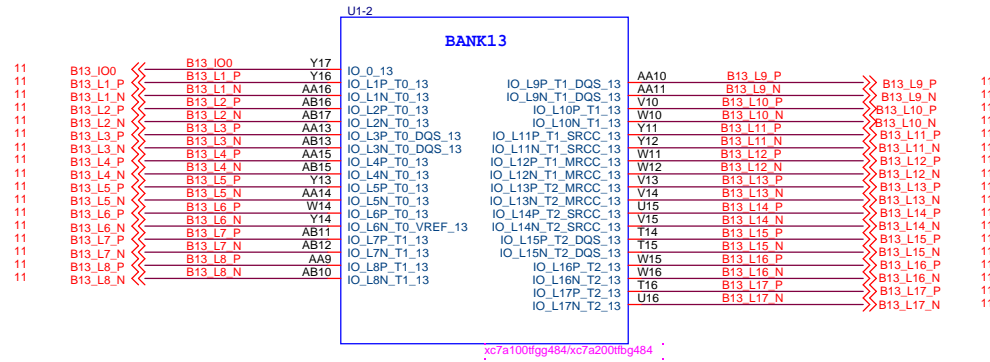 U1-2
BANK13
11 B13_IO0 B13_IO0 Y17 IO_0_13
11 B13_L1_P B13_L1_P Y16 IO_L1P_T0_13
11 B13_L1_N B13_L1_N AA16 IO_L1N_T0_13
11 B13_L2_P B13_L2_P AB16 IO_L2P_T0_13
11 B13_L2_N B13_L2_N AB17 IO_L2N_T0_13
11 B13_L3_P B13_L3_P AA13 IO_L3P_T0_DQS_13
11 B13_L3_N B13_L3_N AB13 IO_L3N_T0_DQS_13
11 B13_L4_P B13_L4_P AA15 IO_L4P_T0_13
11 B13_L4_N B13_L4_N AB15 IO_L4N_T0_13
11 B13_L5_P B13_L5_P Y13 IO_L5P_T0_13
11 B13_L5_N B13_L5_N AA14 IO_L5N_T0_13
11 B13_L6_P B13_L6_P W14 IO_L6P_T0_13
11 B13_L6_N B13_L6_N Y14 IO_L6N_T0_VREF_13
11 B13_L7_P B13_L7_P AB11 IO_L7P_T1_13
11 B13_L7_N B13_L7_N AB12 IO_L7N_T1_13
11 B13_L8_P B13_L8_P AA9 IO_L8P_T1_13
11 B13_L8_N B13_L8_N AB10 IO_L8N_T1_13
IO_L9P_T1_DQS_13 AA10 B13_L9_P B13_L9_P
IO_L9N_T1_DQS_13 AA11 B13_L9_N B13_L9_N
IO_L10P_T1_13 V10 B13_L10_P B13_L10_P
IO_L10N_T1_13 W10 B13_L10_N B13_L10_N
IO_L11P_T1_SRCC_13 Y11 B13_L11_P B13_L11_P
IO_L11N_T1_SRCC_13 Y12 B13_L11_N B13_L11_N
IO_L12P_T1_MRCC_13 W11 B13_L12_P B13_L12_P
IO_L12N_T1_MRCC_13 W12 B13_L12_N B13_L12_N
IO_L13P_T2_MRCC_13 V13 B13_L13_P B13_L13_P
IO_L13N_T2_MRCC_13 V14 B13_L13_N B13_L13_N
IO_L14P_T2_SRCC_13 U15 B13_L14_P B13_L14_P
IO_L14N_T2_SRCC_13 V15 B13_L14_N B13_L14_N
IO_L15P_T2_DQS_13 T14 B13_L15_P B13_L15_P
IO_L15N_T2_DQS_13 T15 B13_L15_N B13_L15_N
IO_L16P_T2_13 W15 B13_L16_P B13_L16_P
IO_L16N_T2_13 W16 B13_L16_N B13_L16_N
IO_L17P_T2_13 T16 B13_L17_P B13_L17_P
IO_L17N_T2_13 U16 B13_L17_N B13_L17_N
xc7a100tfgg484/xc7a200tfbg484